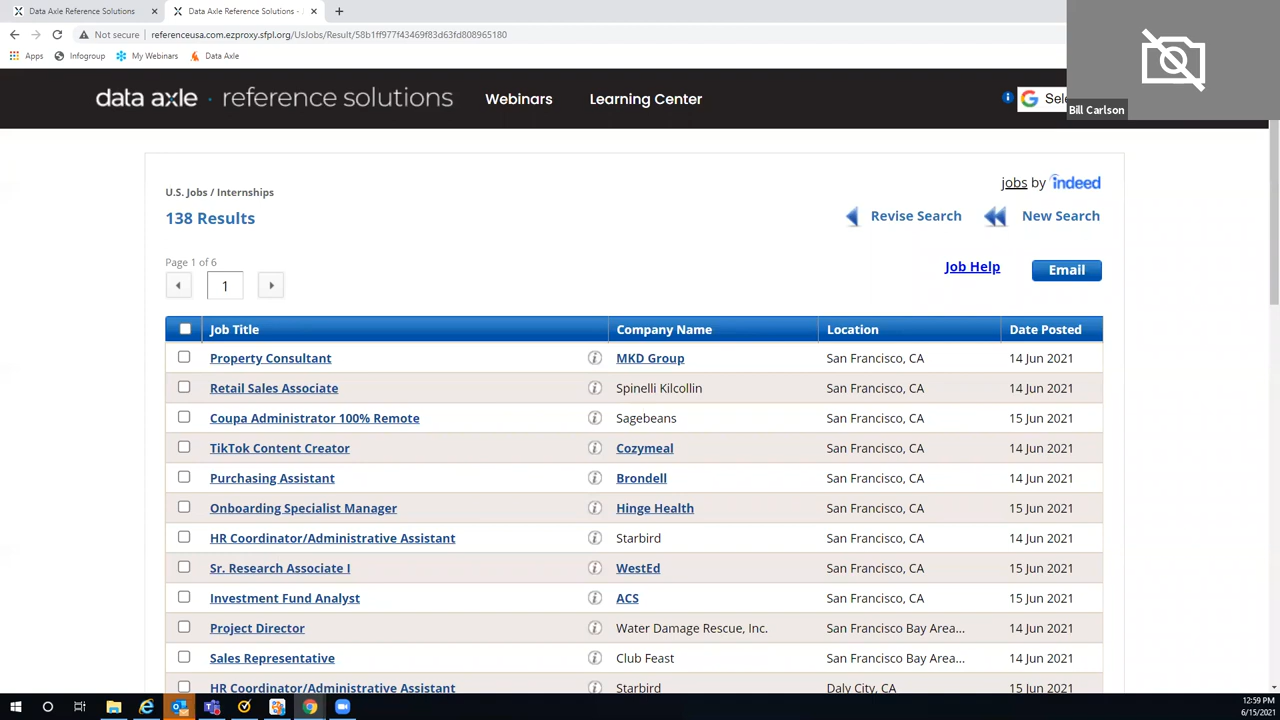 Data Axle Reference Solutions
Data Axle Reference Solutions - J
Not secure
referenceusa.com.ezproxy.sfpl.org/UsJobs/Result/58b1ff977f43469f83d63fd808965180
Apps
Infogroup
My Webinars
Data Axle
Bill Carlson
data axle · reference solutions
Webinars
Learning Center
Sele
U.S. Jobs / Internships
jobs by indeed
138 Results
Revise Search
New Search
Page 1 of 6
1
Job Help
Email
Job Title Company Name Location Date Posted
Property Consultant MKD Group San Francisco, CA 14 Jun 2021
Retail Sales Associate Spinelli Kilcollin San Francisco, CA 14 Jun 2021
Coupa Administrator 100% Remote Sagebeans San Francisco, CA 15 Jun 2021
TikTok Content Creator Cozymeal San Francisco, CA 14 Jun 2021
Purchasing Assistant Brondell San Francisco, CA 14 Jun 2021
Onboarding Specialist Manager Hinge Health San Francisco, CA 15 Jun 2021
HR Coordinator/Administrative Assistant Starbird San Francisco, CA 14 Jun 2021
Sr. Research Associate I WestEd San Francisco, CA 15 Jun 2021
Investment Fund Analyst ACS San Francisco, CA 15 Jun 2021
Project Director Water Damage Rescue, Inc. San Francisco Bay Area... 14 Jun 2021
Sales Representative Club Feast San Francisco Bay Area... 14 Jun 2021
HR Coordinator/Administrative Assistant Starbird Daly City, CA 15 Jun 2021
12:59 PM
6/15/2021